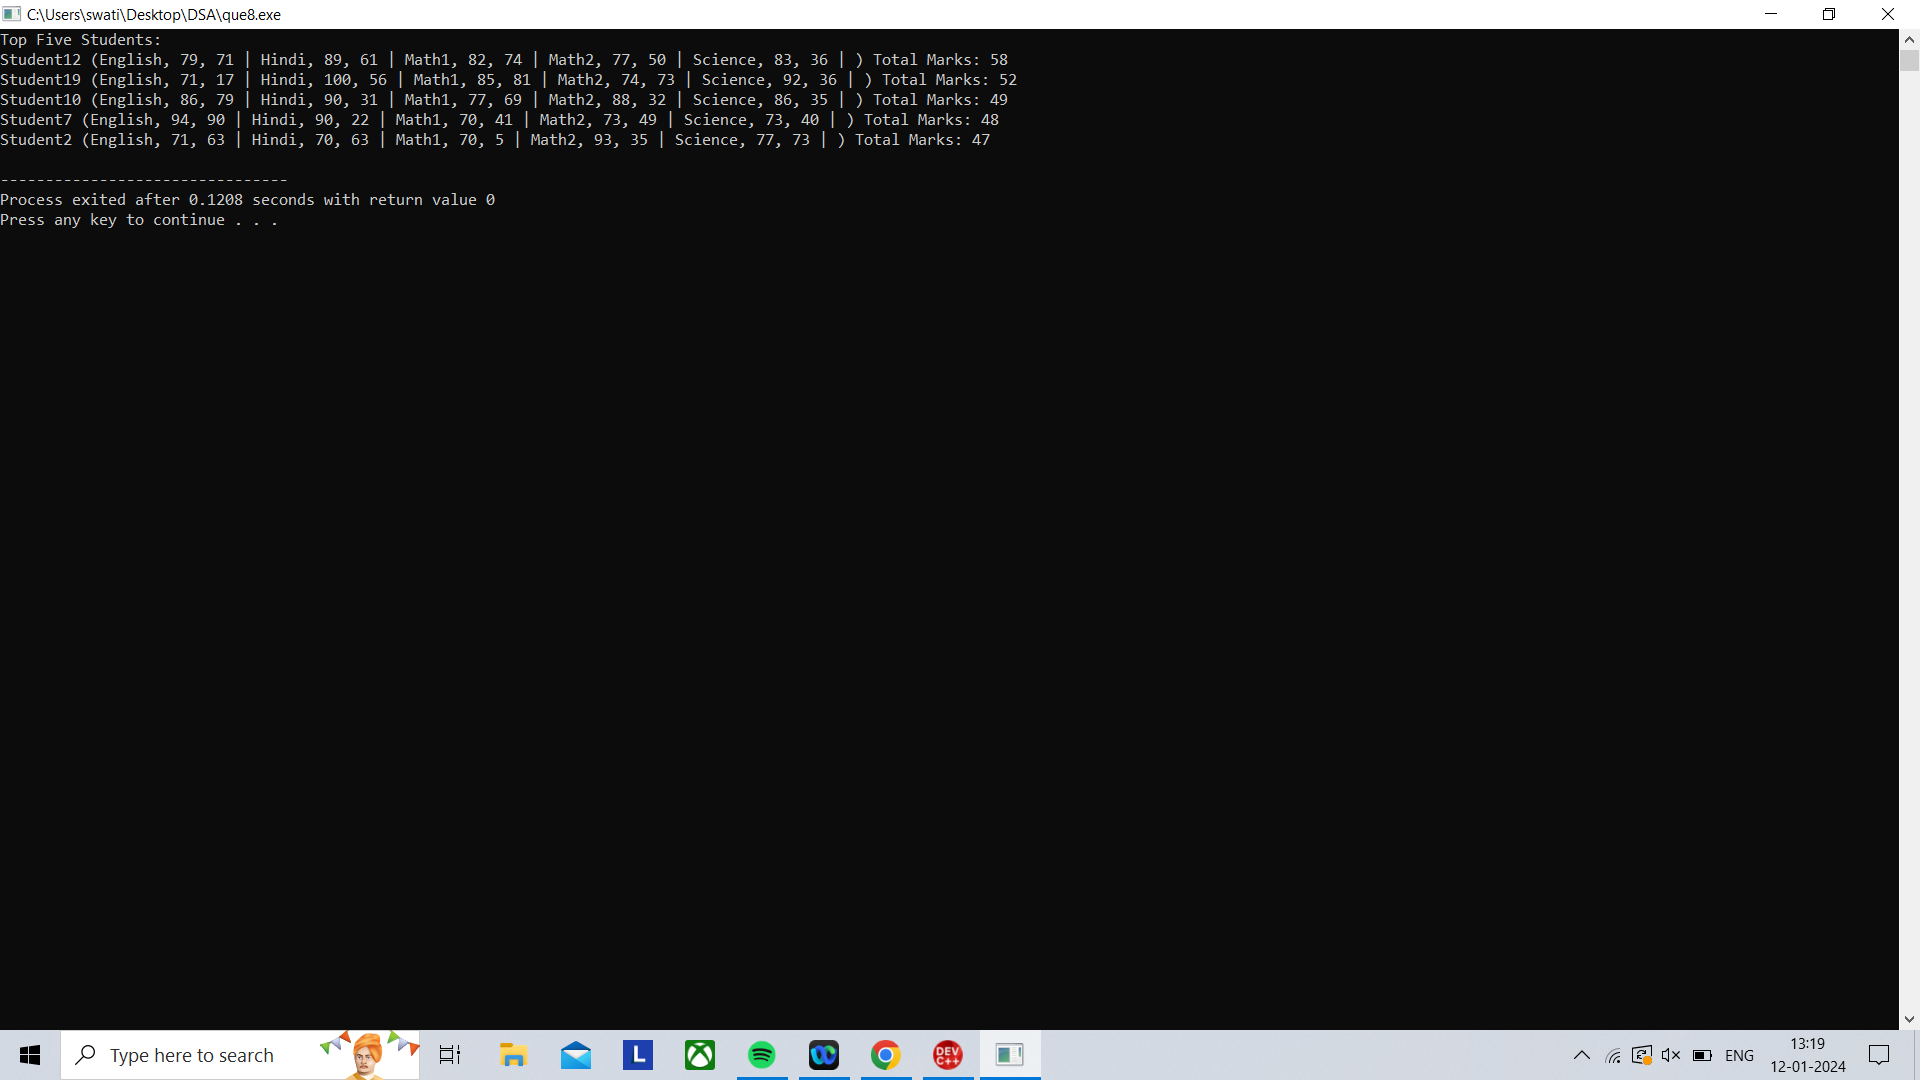 C:\Users\swati\Desktop\DSA\que8.exe
Top Five Students:
Student12 (English, 79, 71 | Hindi, 89, 61 | Math1, 82, 74 | Math2, 77, 50 | Science, 83, 36 | ) Total Marks: 58
Student19 (English, 71, 17 | Hindi, 100, 56 | Math1, 85, 81 | Math2, 74, 73 | Science, 92, 36 | ) Total Marks: 52
Student10 (English, 86, 79 | Hindi, 90, 31 | Math1, 77, 69 | Math2, 88, 32 | Science, 86, 35 | ) Total Marks: 49
Student7 (English, 94, 90 | Hindi, 90, 22 | Math1, 70, 41 | Math2, 73, 49 | Science, 73, 40 | ) Total Marks: 48
Student2 (English, 71, 63 | Hindi, 70, 63 | Math1, 70, 5 | Math2, 93, 35 | Science, 77, 73 | ) Total Marks: 47
--------------------------------
Process exited after 0.1208 seconds with return value 0
Press any key to continue . . .
Type here to search
L
DEV C++
ENG
13:19
12-01-2024